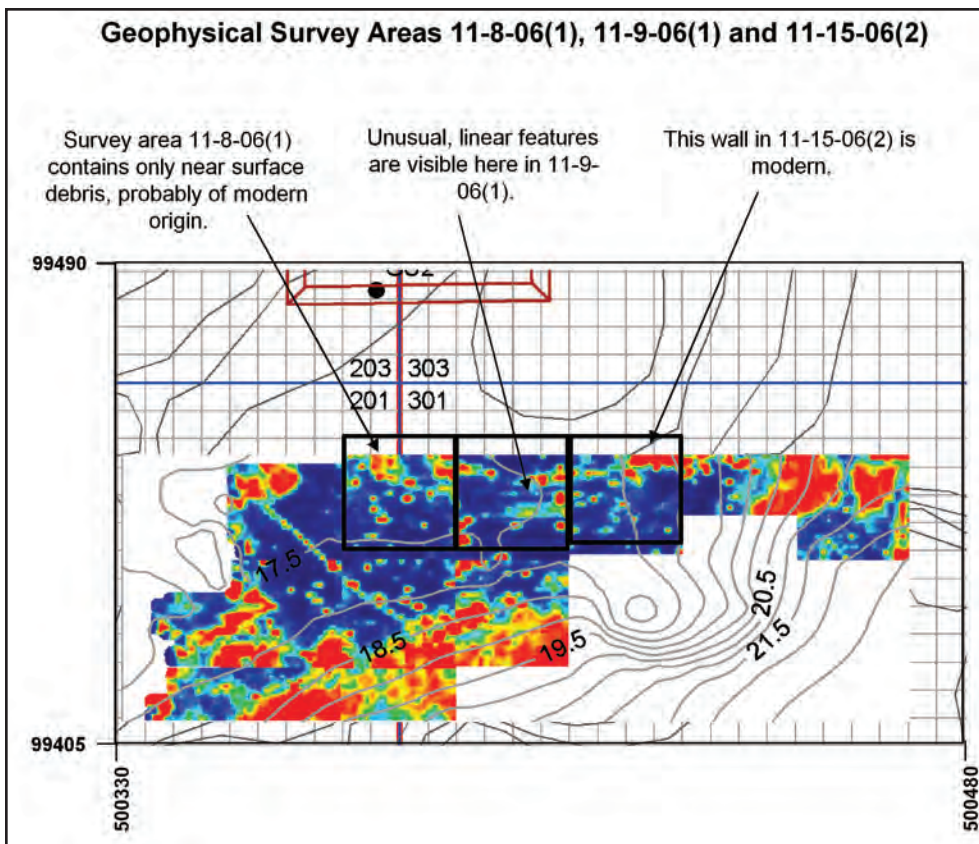 Geophysical Survey Areas 11-8-06(1), 11-9-06(1) and 11-15-06(2)
Survey area 11-8-06(1)
contains only near surface
debris, probably of modern
origin.
Unusual, linear features
are visible here in 11-9-
06(1).
This wall in 11-15-06(2) is
modern.
99490
203 303
201 301
17.5
18.5
19.5
20.5
21.5
99405
500330
500480